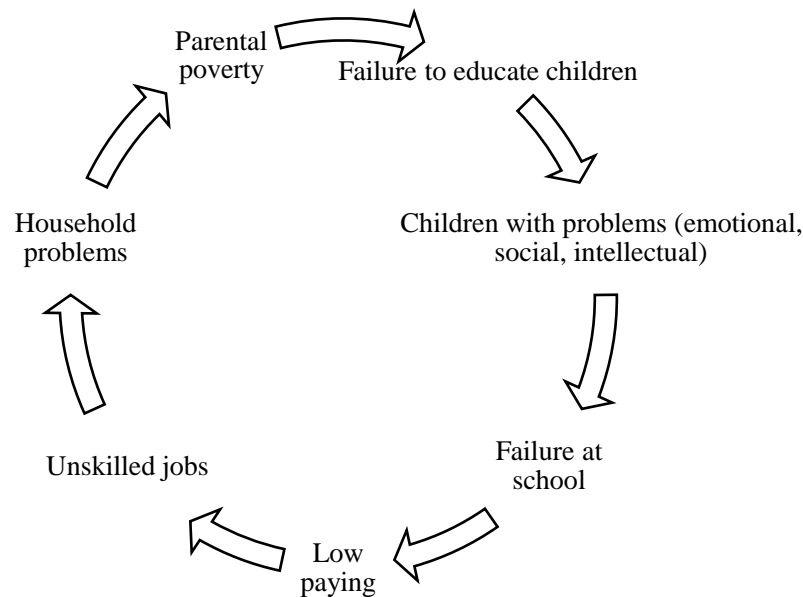 Parental
poverty
Failure to educate children
Children with problems (emotional,
social, intellectual)
Failure at
school
Low
paying
Unskilled jobs
Household
problems